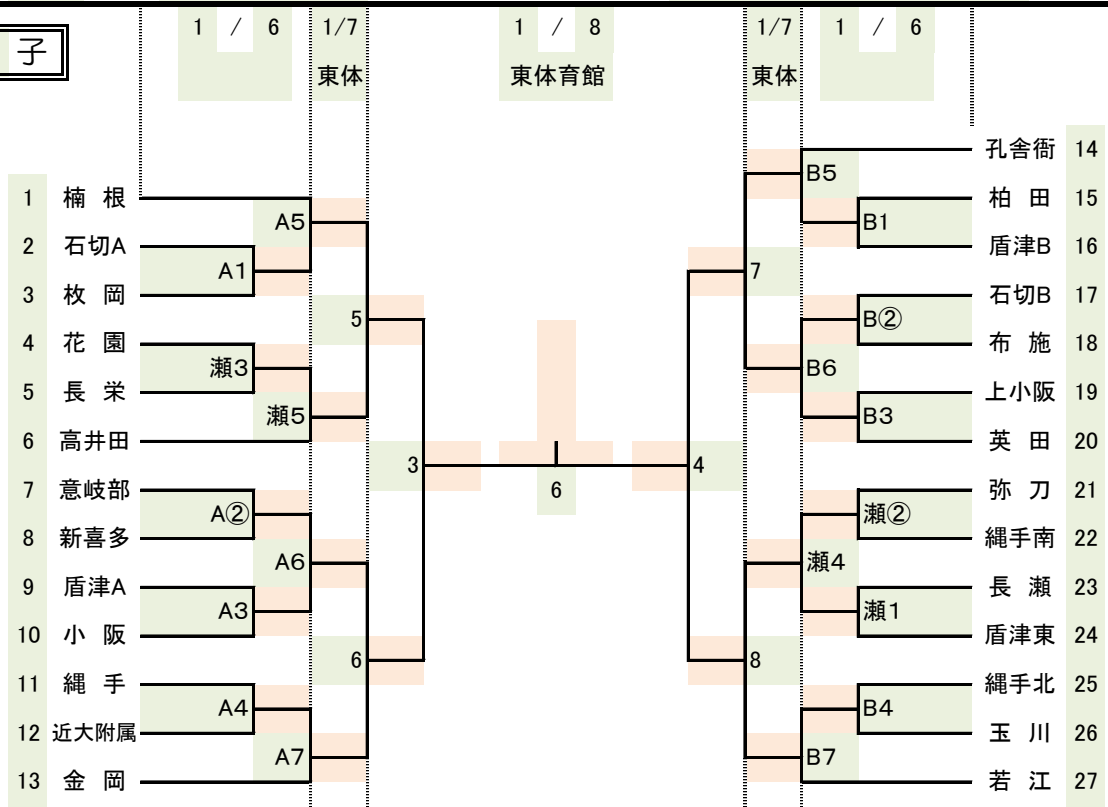 1 / 6 1/7 1 / 8 1/7 1 / 6
子
東体 東体育館 東体
1 楠 根
2 石切A
3 枚 岡
4 花 園
5 長 栄
6 高井田
7 意岐部
8 新喜多
9 盾津A
10 小 阪
11 縄 手
12 近大附属
13 金 岡
A5
A1
瀬3
瀬5
A②
A6
A3
A4
A7
5
6
3
6
4
7
8
B5
B1
B②
B6
B3
瀬②
瀬4
瀬1
B4
B7
孔舎衙 14
柏 田 15
盾津B 16
石切B 17
布 施 18
上小阪 19
英 田 20
弥 刀 21
縄手南 22
長 瀬 23
盾津東 24
縄手北 25
玉 川 26
若 江 27